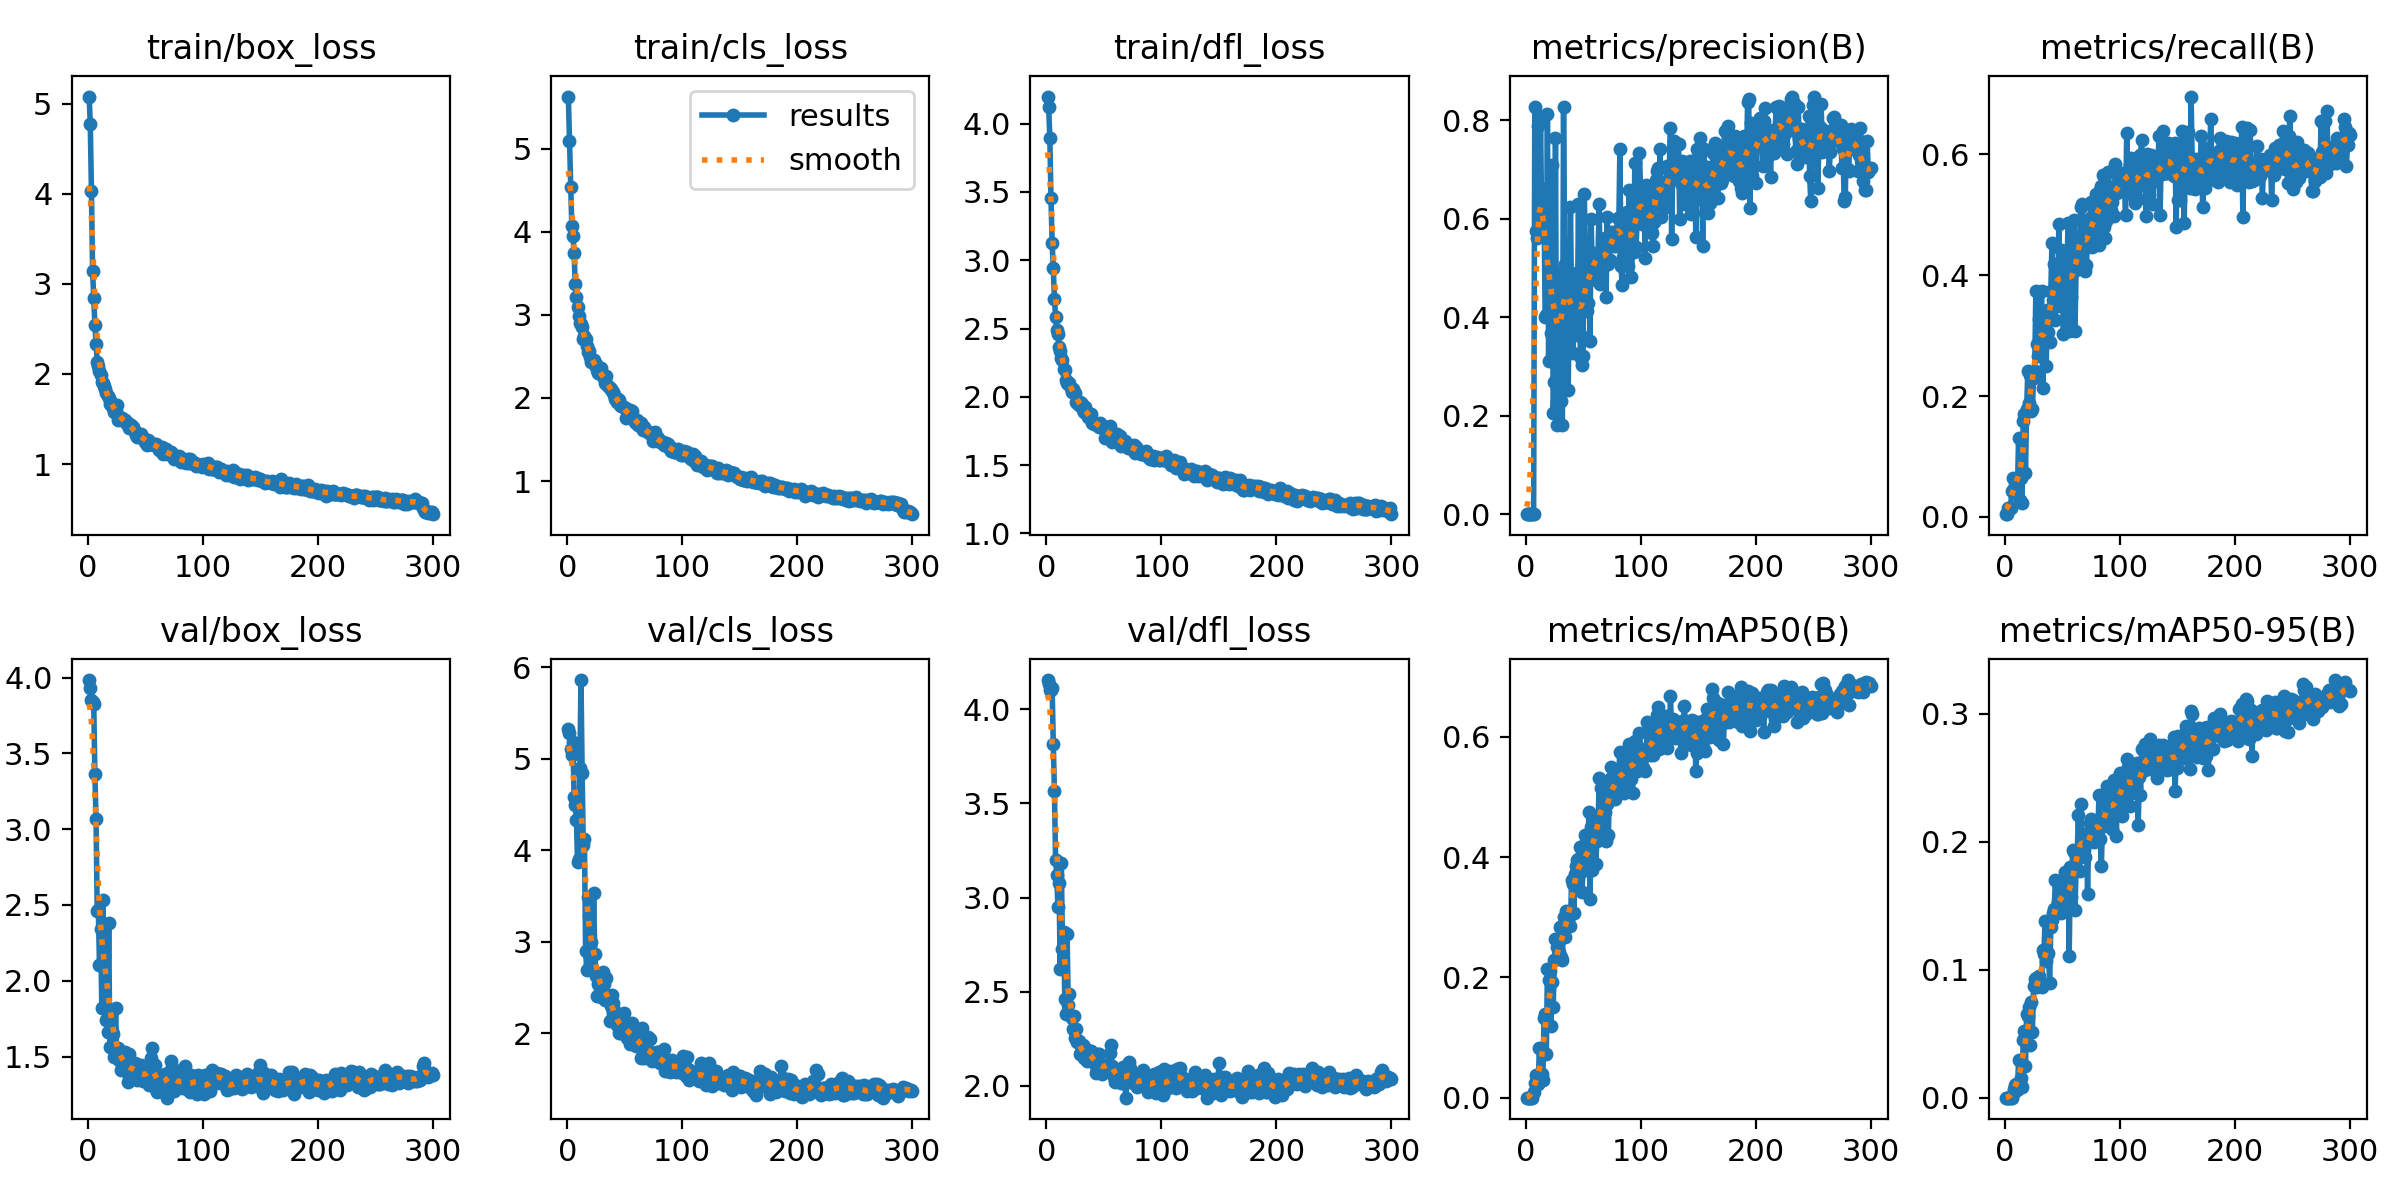 train/box_loss
5
4
3
2
1
0 100 200 300
train/cls_loss
results
smooth
5
4
3
2
1
0 100 200 300
train/dfl_loss
4.0
3.5
3.0
2.5
2.0
1.5
1.0
0 100 200 300
metrics/precision(B)
0.8
0.6
0.4
0.2
0.0
0 100 200 300
metrics/recall(B)
0.6
0.4
0.2
0.0
0 100 200 300
val/box_loss
4.0
3.5
3.0
2.5
2.0
1.5
0 100 200 300
val/cls_loss
6
5
4
3
2
0 100 200 300
val/dfl_loss
4.0
3.5
3.0
2.5
2.0
0 100 200 300
metrics/mAP50(B)
0.6
0.4
0.2
0.0
0 100 200 300
metrics/mAP50-95(B)
0.3
0.2
0.1
0.0
0 100 200 300